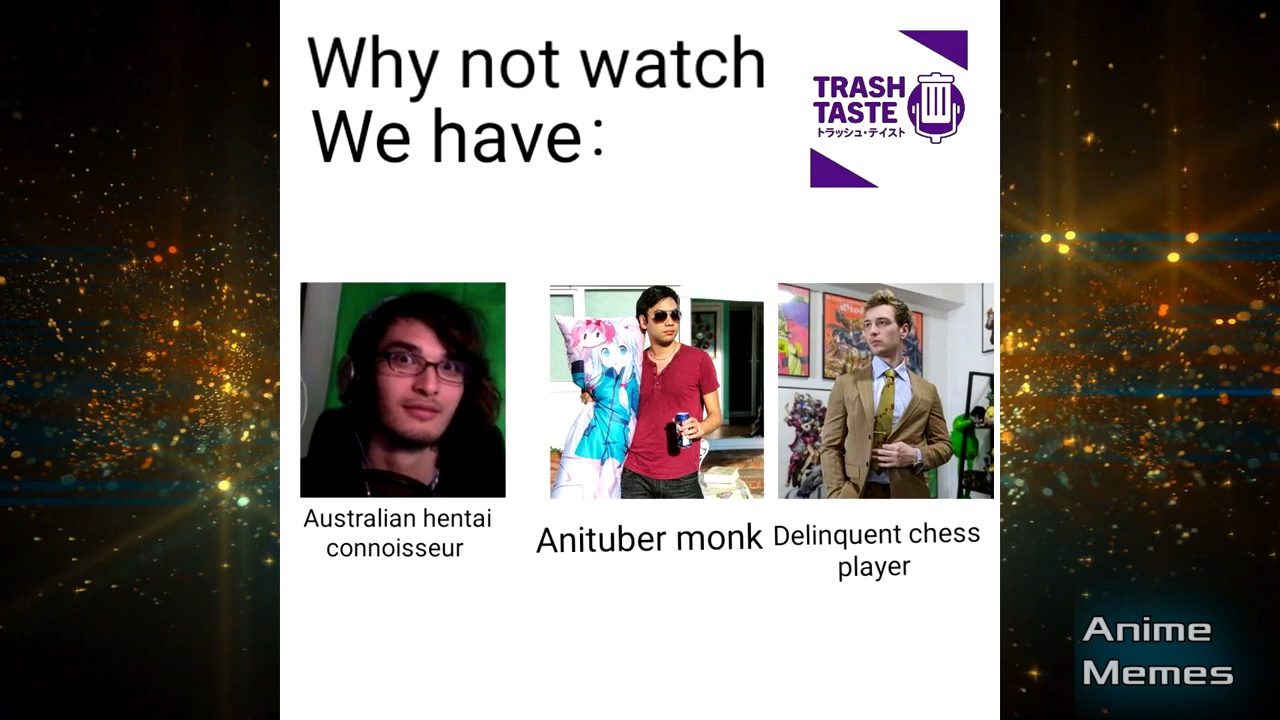 Why not watch
We have:
TRASH
TASTE
トラッシュ・テイスト
Australian hentai
connoisseur
Anituber monk
Delinquent chess
player
Anime
Memes